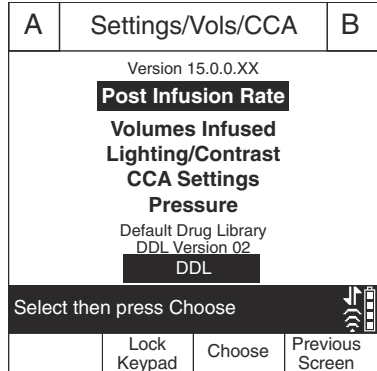 A Settings/Vols/CCA B
Version 15.0.0.XX
Post Infusion Rate
Volumes Infused
Lighting/Contrast
CCA Settings
Pressure
Default Drug Library
DDL Version 02
DDL
Select then press Choose
Lock Keypad
Choose
Previous Screen